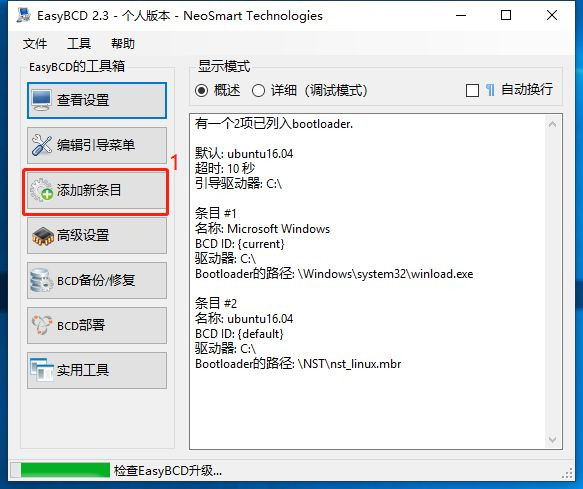 EasyBCD 2.3 - 个人版本 - NeoSmart Technologies
文件 工具 帮助
EasyBCD的工具箱
查看设置
编辑引导菜单
1
添加新条目
高级设置
BCD备份/修复
BCD部署
实用工具
显示模式
概述 详细（调试模式） ¶ 自动换行
有一个2项已列入bootloader.
默认: ubuntu16.04
超时: 10 秒
引导驱动器: C:\
条目 #1
名称: Microsoft Windows
BCD ID: {current}
驱动器: C:\
Bootloader的路径: \Windows\system32\winload.exe
条目 #2
名称: ubuntu16.04
BCD ID: {default}
驱动器: C:\
Bootloader的路径: \NST\nst_linux.mbr
检查EasyBCD升级...